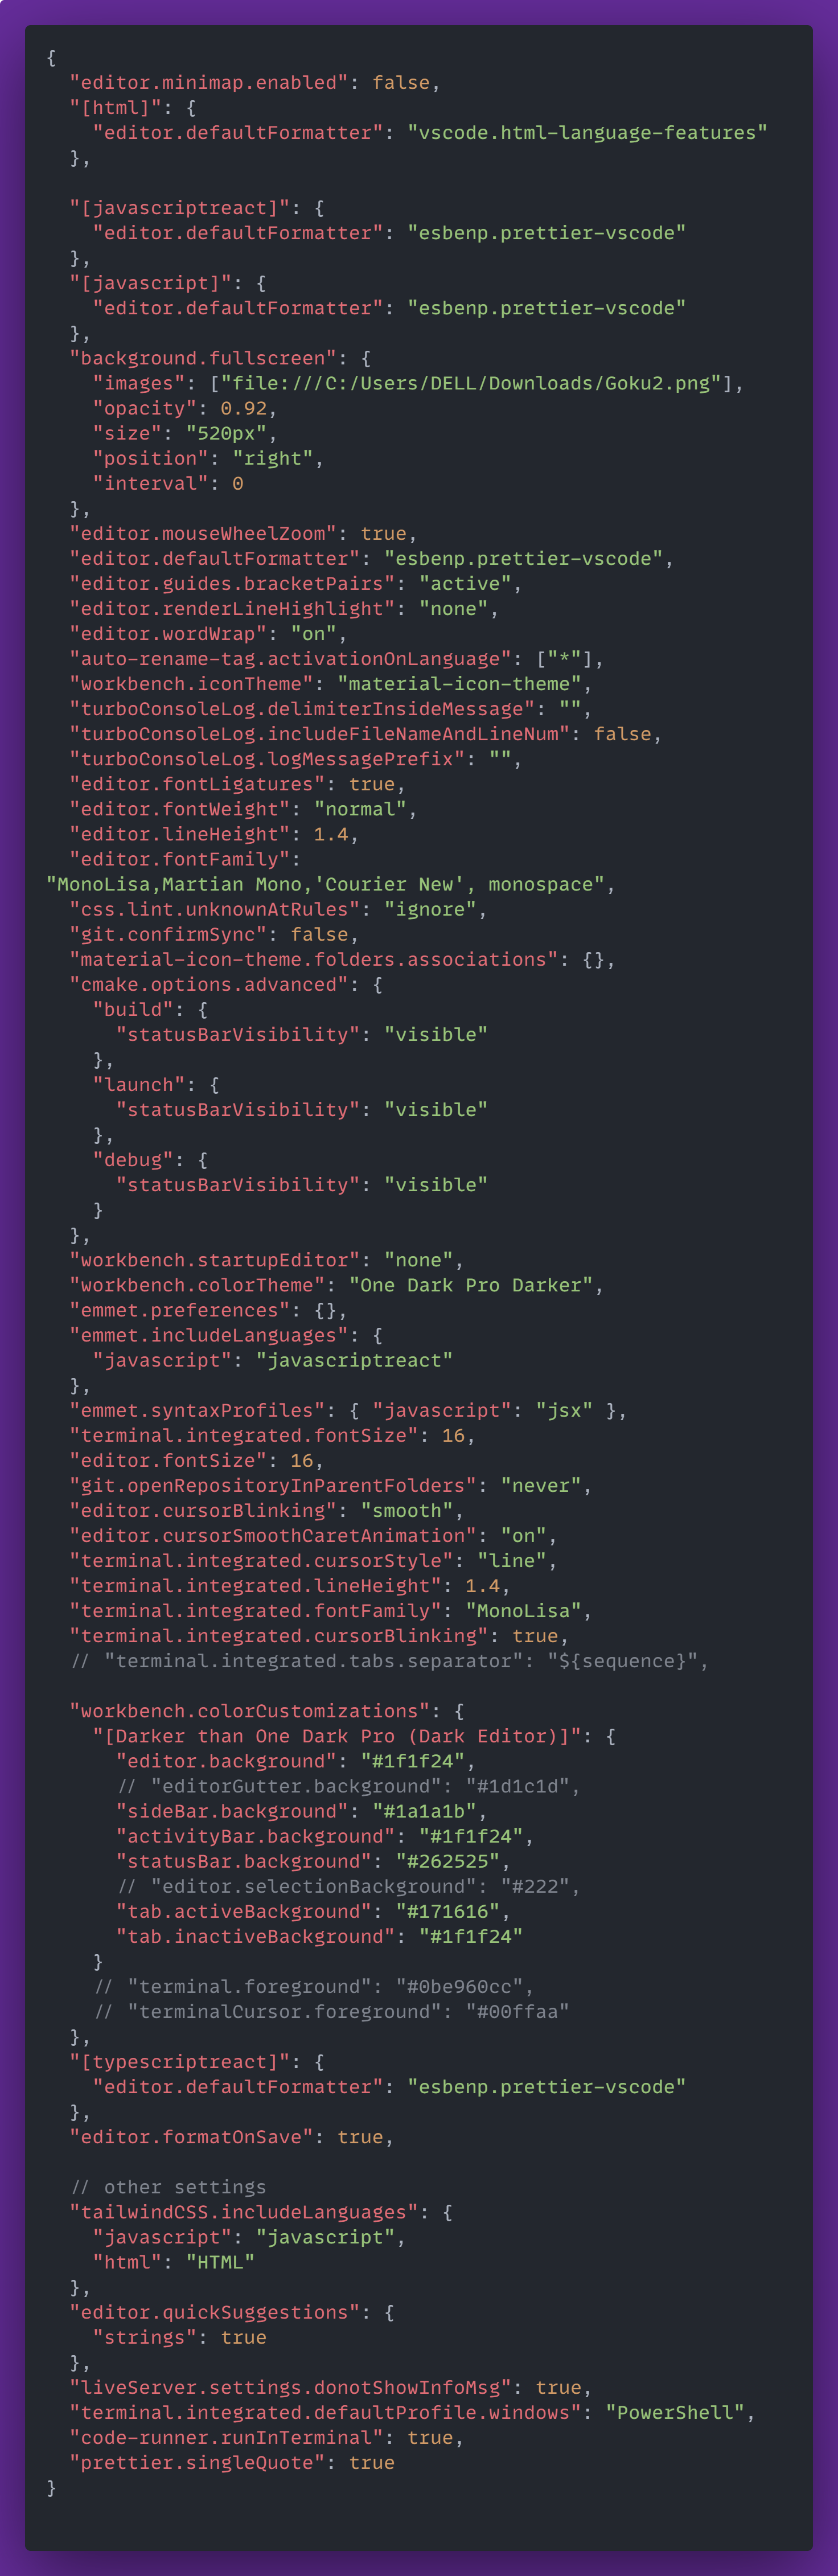 {
  "editor.minimap.enabled": false,
  "[html]": {
    "editor.defaultFormatter": "vscode.html-language-features"
  },

  "[javascriptreact]": {
    "editor.defaultFormatter": "esbenp.prettier-vscode"
  },
  "[javascript]": {
    "editor.defaultFormatter": "esbenp.prettier-vscode"
  },
  "background.fullscreen": {
    "images": ["file:///C:/Users/DELL/Downloads/Goku2.png"],
    "opacity": 0.92,
    "size": "520px",
    "position": "right",
    "interval": 0
  },
  "editor.mouseWheelZoom": true,
  "editor.defaultFormatter": "esbenp.prettier-vscode",
  "editor.guides.bracketPairs": "active",
  "editor.renderLineHighlight": "none",
  "editor.wordWrap": "on",
  "auto-rename-tag.activationOnLanguage": ["*"],
  "workbench.iconTheme": "material-icon-theme",
  "turboConsoleLog.delimiterInsideMessage": "",
  "turboConsoleLog.includeFileNameAndLineNum": false,
  "turboConsoleLog.logMessagePrefix": "",
  "editor.fontLigatures": true,
  "editor.fontWeight": "normal",
  "editor.lineHeight": 1.4,
  "editor.fontFamily":
"MonoLisa,Martian Mono,'Courier New', monospace",
  "css.lint.unknownAtRules": "ignore",
  "git.confirmSync": false,
  "material-icon-theme.folders.associations": {},
  "cmake.options.advanced": {
    "build": {
      "statusBarVisibility": "visible"
    },
    "launch": {
      "statusBarVisibility": "visible"
    },
    "debug": {
      "statusBarVisibility": "visible"
    }
  },
  "workbench.startupEditor": "none",
  "workbench.colorTheme": "One Dark Pro Darker",
  "emmet.preferences": {},
  "emmet.includeLanguages": {
    "javascript": "javascriptreact"
  },
  "emmet.syntaxProfiles": { "javascript": "jsx" },
  "terminal.integrated.fontSize": 16,
  "editor.fontSize": 16,
  "git.openRepositoryInParentFolders": "never",
  "editor.cursorBlinking": "smooth",
  "editor.cursorSmoothCaretAnimation": "on",
  "terminal.integrated.cursorStyle": "line",
  "terminal.integrated.lineHeight": 1.4,
  "terminal.integrated.fontFamily": "MonoLisa",
  "terminal.integrated.cursorBlinking": true,
  // "terminal.integrated.tabs.separator": "${sequence}",

  "workbench.colorCustomizations": {
    "[Darker than One Dark Pro (Dark Editor)]": {
      "editor.background": "#1f1f24",
      // "editorGutter.background": "#1d1c1d",
      "sideBar.background": "#1a1a1b",
      "activityBar.background": "#1f1f24",
      "statusBar.background": "#262525",
      // "editor.selectionBackground": "#222",
      "tab.activeBackground": "#171616",
      "tab.inactiveBackground": "#1f1f24"
    }
    // "terminal.foreground": "#0be960cc",
    // "terminalCursor.foreground": "#00ffaa"
  },
  "[typescriptreact]": {
    "editor.defaultFormatter": "esbenp.prettier-vscode"
  },
  "editor.formatOnSave": true,

  // other settings
  "tailwindCSS.includeLanguages": {
    "javascript": "javascript",
    "html": "HTML"
  },
  "editor.quickSuggestions": {
    "strings": true
  },
  "liveServer.settings.donotShowInfoMsg": true,
  "terminal.integrated.defaultProfile.windows": "PowerShell",
  "code-runner.runInTerminal": true,
  "prettier.singleQuote": true
}